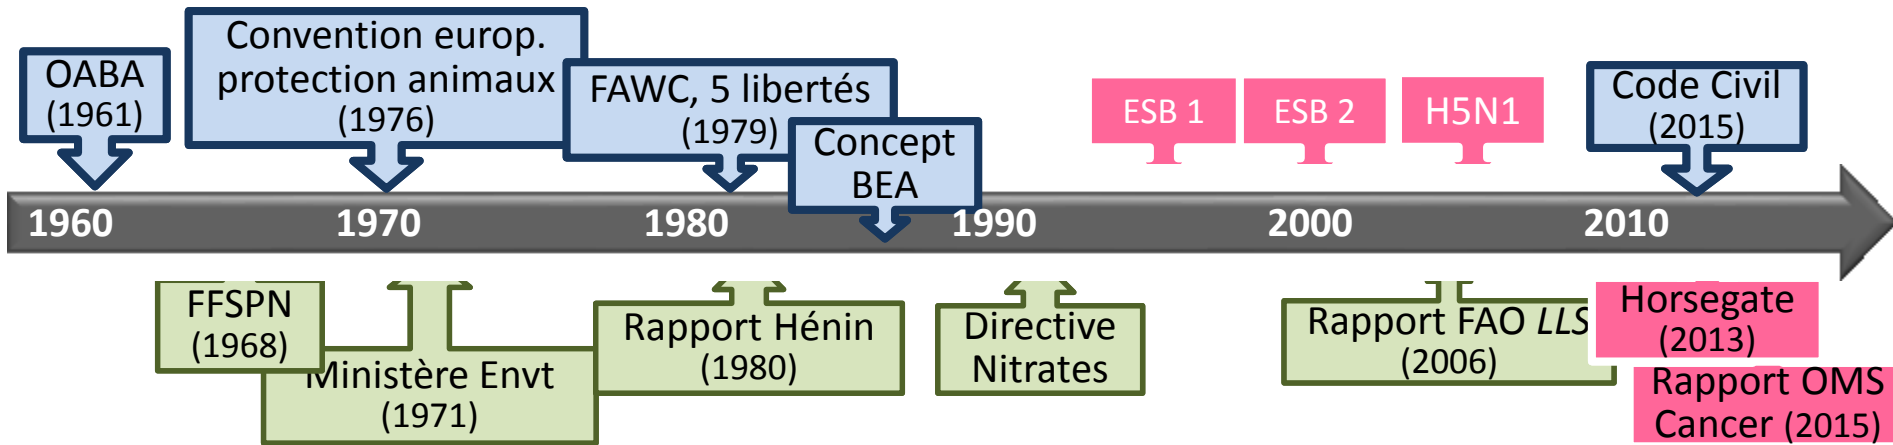 OABA
(1961)
Convention europ.
protection animaux
(1976)
FAWC, 5 libertés
(1979)
Concept
BEA
ESB 1
ESB 2
H5N1
Code Civil
(2015)
1960
1970
1980
1990
2000
2010
FFSPN
(1968)
Ministère Envt
(1971)
Rapport Hénin
(1980)
Directive
Nitrates
Rapport FAO LLS
(2006)
Horsegate
(2013)
Rapport OMS
Cancer (2015)